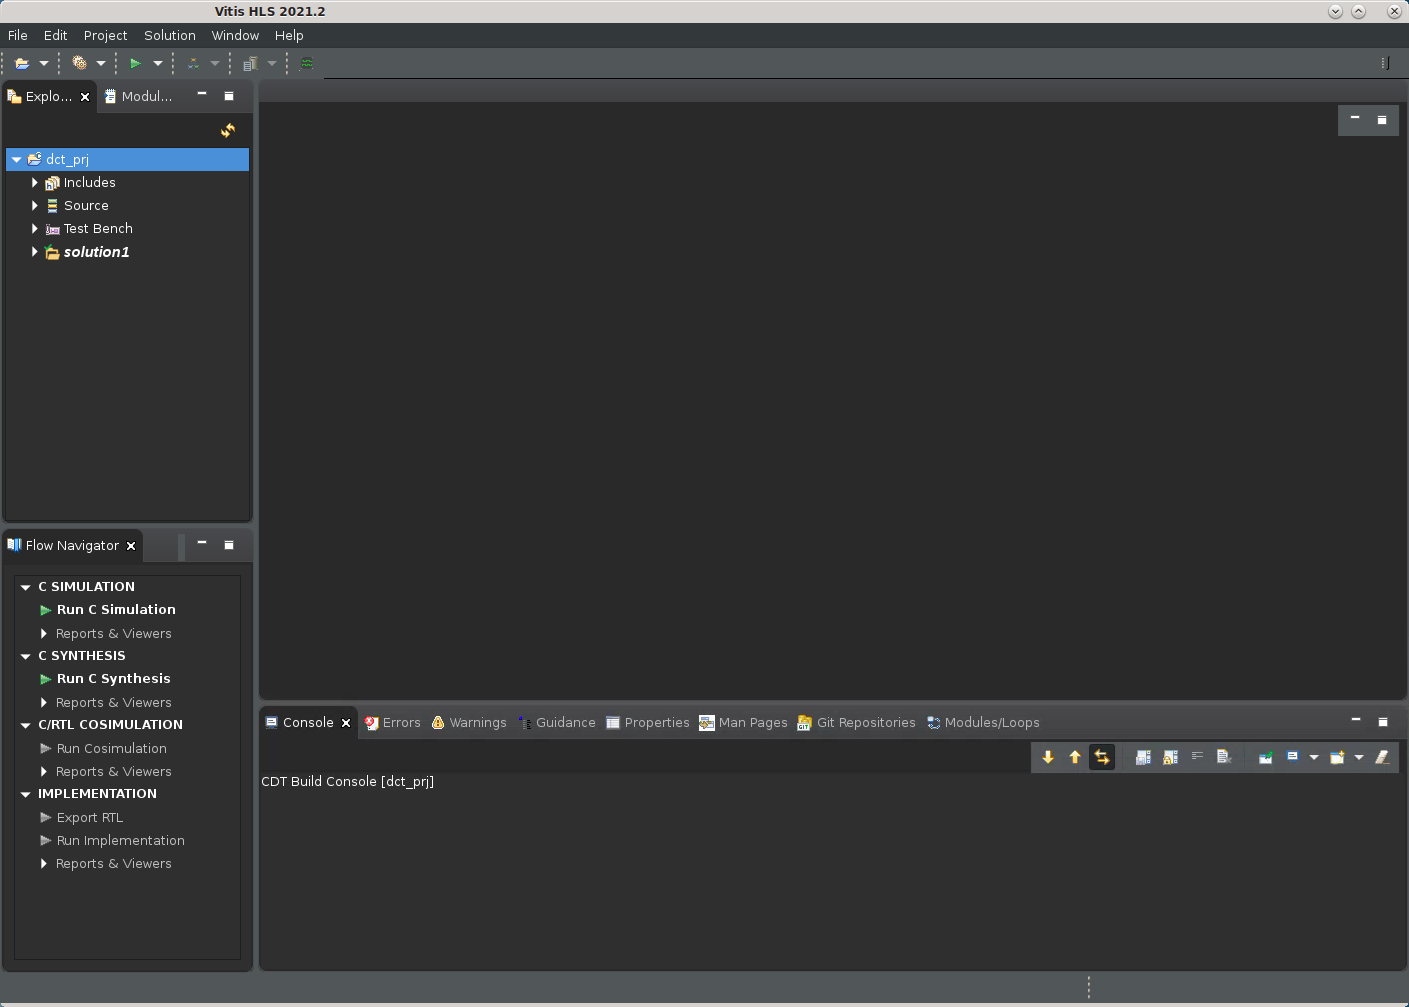 Vitis HLS 2021.2
File Edit Project Solution Window Help
Explo... Modul...
dct_prj
Includes
Source
Test Bench
solution1
Flow Navigator
C SIMULATION
Run C Simulation
Reports & Viewers
C SYNTHESIS
Run C Synthesis
Reports & Viewers
C/RTL COSIMULATION
Run Cosimulation
Reports & Viewers
IMPLEMENTATION
Export RTL
Run Implementation
Reports & Viewers
Console Errors Warnings Guidance Properties Man Pages Git Repositories Modules/Loops
CDT Build Console [dct_prj]